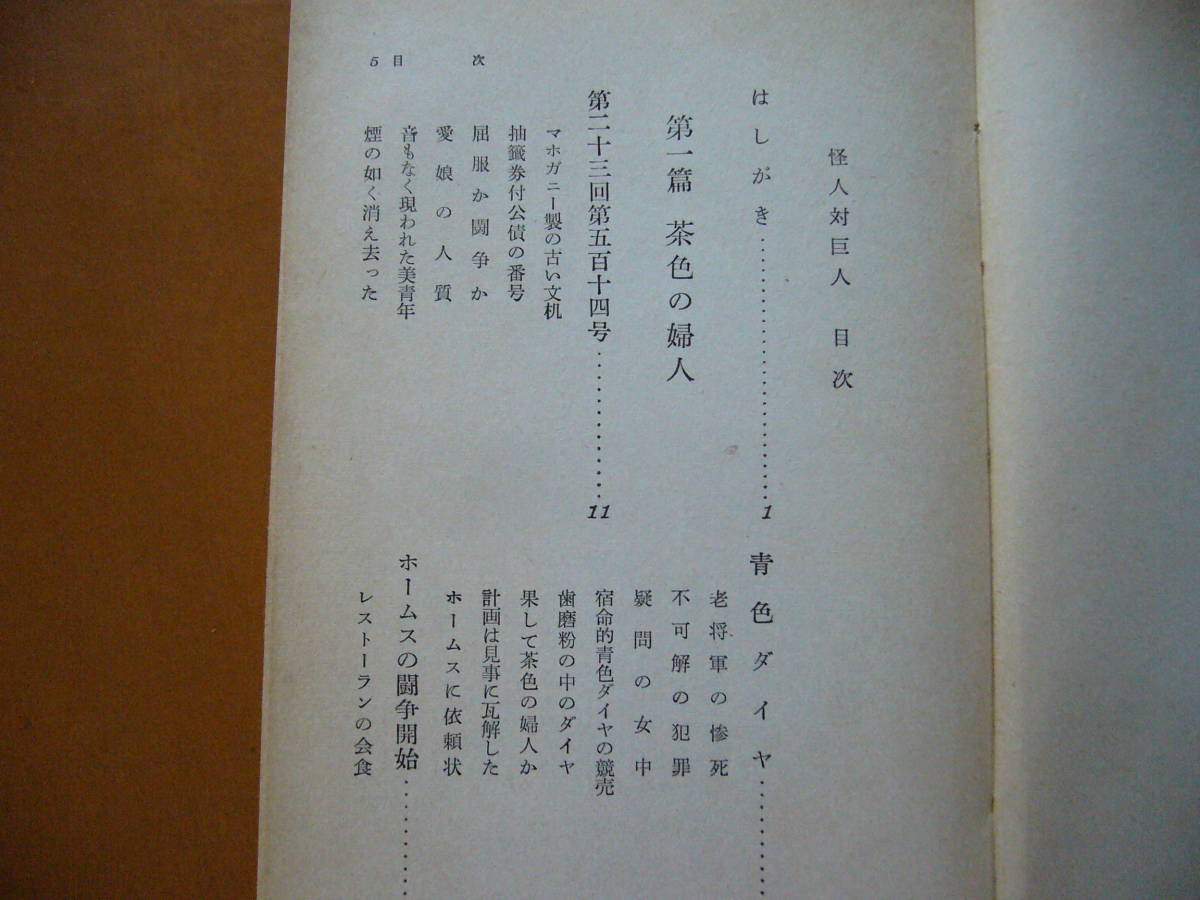 怪人対巨人 目次
はしがき……………………1
第一篇 茶色の婦人
第二十三回第五百十四号……………11
マホガニー製の古い文机
抽籤券付公債の番号
屈服か闘争か
愛娘の人質
音もなく現われた美青年
煙の如く消え去った
青色ダイヤ…………
老将軍の惨死
不可解の犯罪
疑問の女中
宿命的青色ダイヤの競売
歯磨粉の中のダイヤ
果して茶色の婦人か
計画は見事に瓦解した
ホームスに依頼状
ホームスの闘争開始…………
レストーランの会食
5 目次